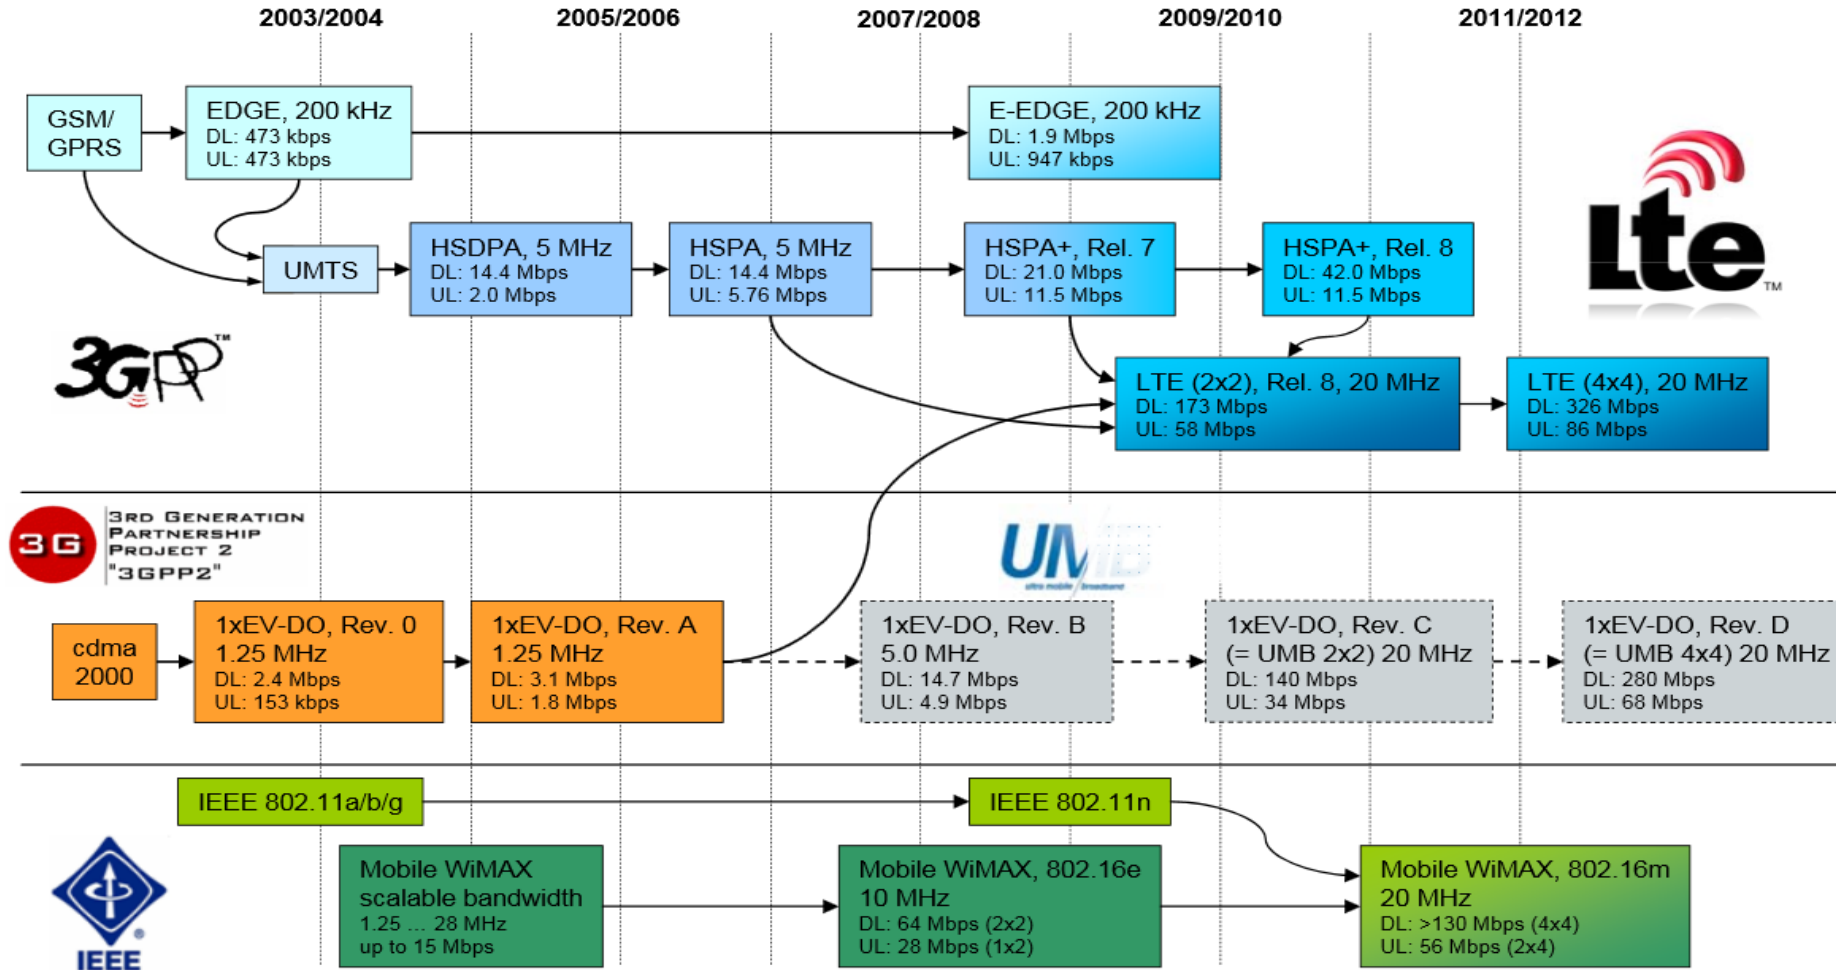 2003/2004
2005/2006
2007/2008
2009/2010
2011/2012
GSM/
GPRS
EDGE, 200 kHz
DL: 473 kbps
UL: 473 kbps
E-EDGE, 200 kHz
DL: 1.9 Mbps
UL: 947 kbps
UMTS
HSDPA, 5 MHz
DL: 14.4 Mbps
UL: 2.0 Mbps
HSPA, 5 MHz
DL: 14.4 Mbps
UL: 5.76 Mbps
HSPA+, Rel. 7
DL: 21.0 Mbps
UL: 11.5 Mbps
HSPA+, Rel. 8
DL: 42.0 Mbps
UL: 11.5 Mbps
Lte
TM
3GPP
TM
LTE (2x2), Rel. 8, 20 MHz
DL: 173 Mbps
UL: 58 Mbps
LTE (4x4), 20 MHz
DL: 326 Mbps
UL: 86 Mbps
3G
3RD GENERATION
PARTNERSHIP
PROJECT 2
"3GPP2"
UMB
ultra mobile broadband
cdma
2000
1xEV-DO, Rev. 0
1.25 MHz
DL: 2.4 Mbps
UL: 153 kbps
1xEV-DO, Rev. A
1.25 MHz
DL: 3.1 Mbps
UL: 1.8 Mbps
1xEV-DO, Rev. B
5.0 MHz
DL: 14.7 Mbps
UL: 4.9 Mbps
1xEV-DO, Rev. C
(= UMB 2x2) 20 MHz
DL: 140 Mbps
UL: 34 Mbps
1xEV-DO, Rev. D
(= UMB 4x4) 20 MHz
DL: 280 Mbps
UL: 68 Mbps
IEEE 802.11a/b/g
IEEE 802.11n
®
IEEE
Mobile WiMAX
scalable bandwidth
1.25 ... 28 MHz
up to 15 Mbps
Mobile WiMAX, 802.16e
10 MHz
DL: 64 Mbps (2x2)
UL: 28 Mbps (1x2)
Mobile WiMAX, 802.16m
20 MHz
DL: >130 Mbps (4x4)
UL: 56 Mbps (2x4)